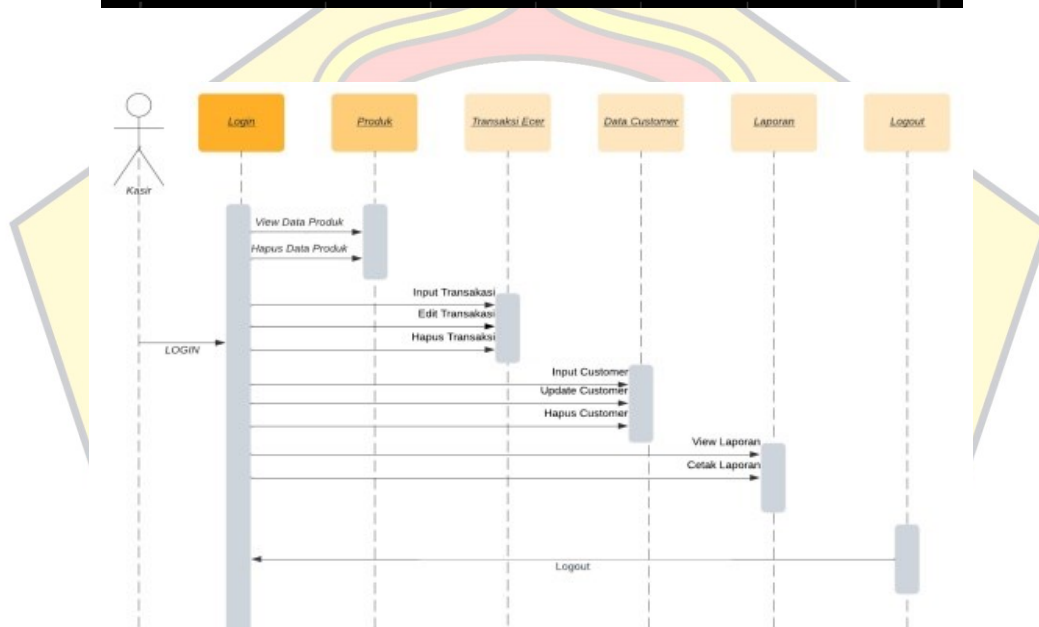 Login
Produk
Transaksi Ecer
Data Customer
Laporan
Logout
Kasir
View Data Produk
Hapus Data Produk
Input Transakasi
Edit Transakasi
Hapus Transaksi
LOGIN
Input Customer
Update Customer
Hapus Customer
View Laporan
Cetak Laporan
Logout